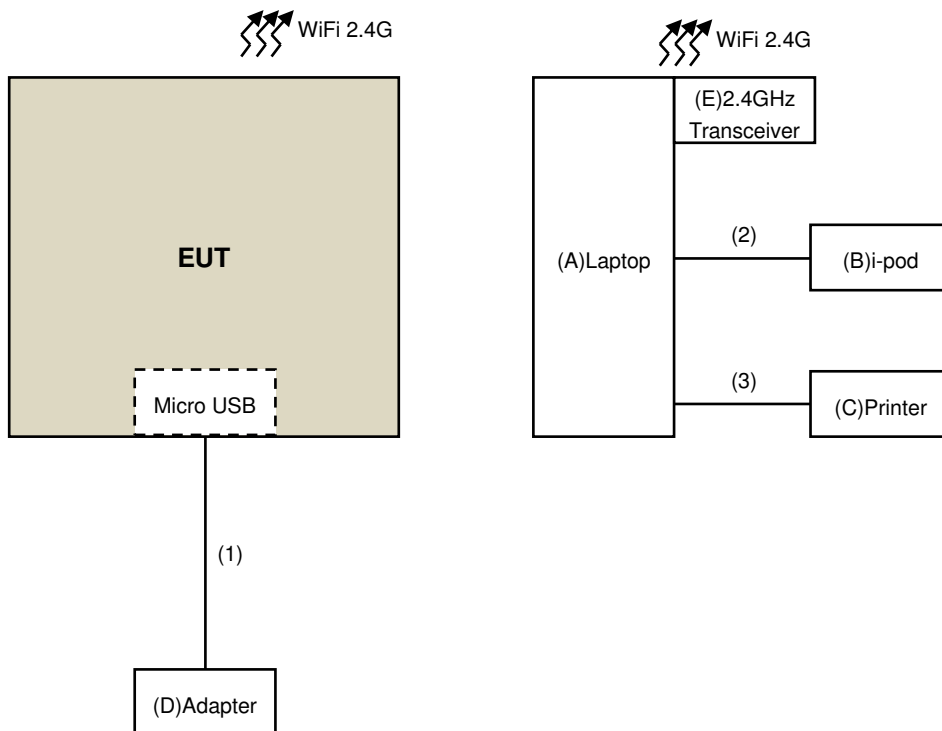 WiFi 2.4G
WiFi 2.4G
(E)2.4GHz
Transceiver
EUT
(2)
(A)Laptop
(B)i-pod
(3)
Micro USB
(C)Printer
(1)
(D)Adapter